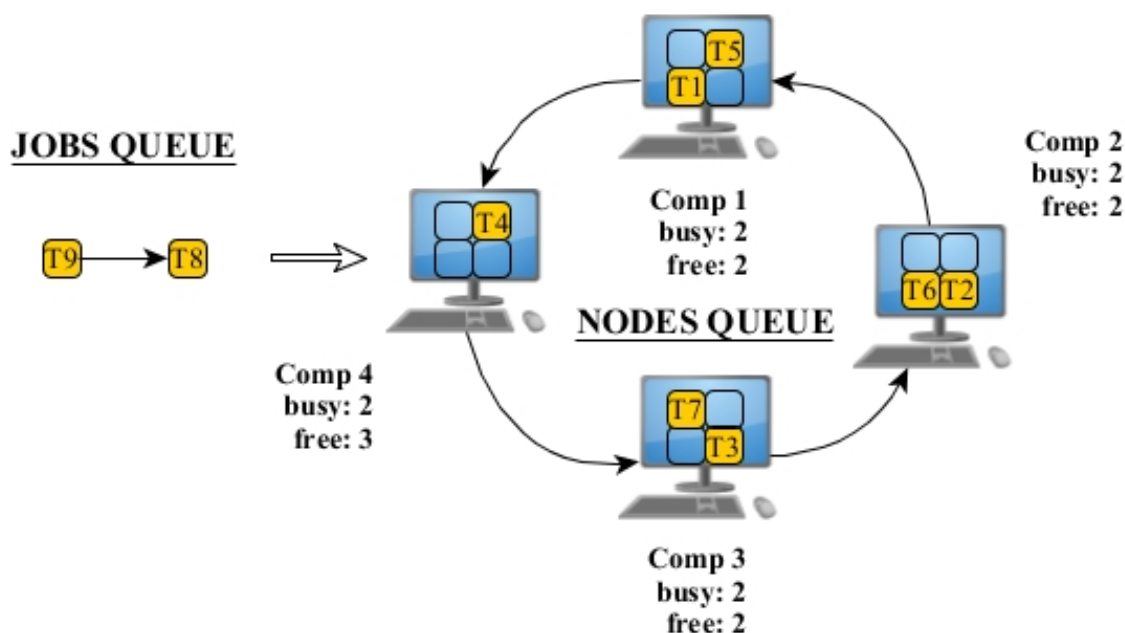 T5
T1
JOBS QUEUE
Comp 2
busy: 2
free: 2
Comp 1
busy: 2
free: 2
T4
T9
T8
T6 T2
NODES QUEUE
Comp 4
busy: 2
free: 3
T7
T3
Comp 3
busy: 2
free: 2